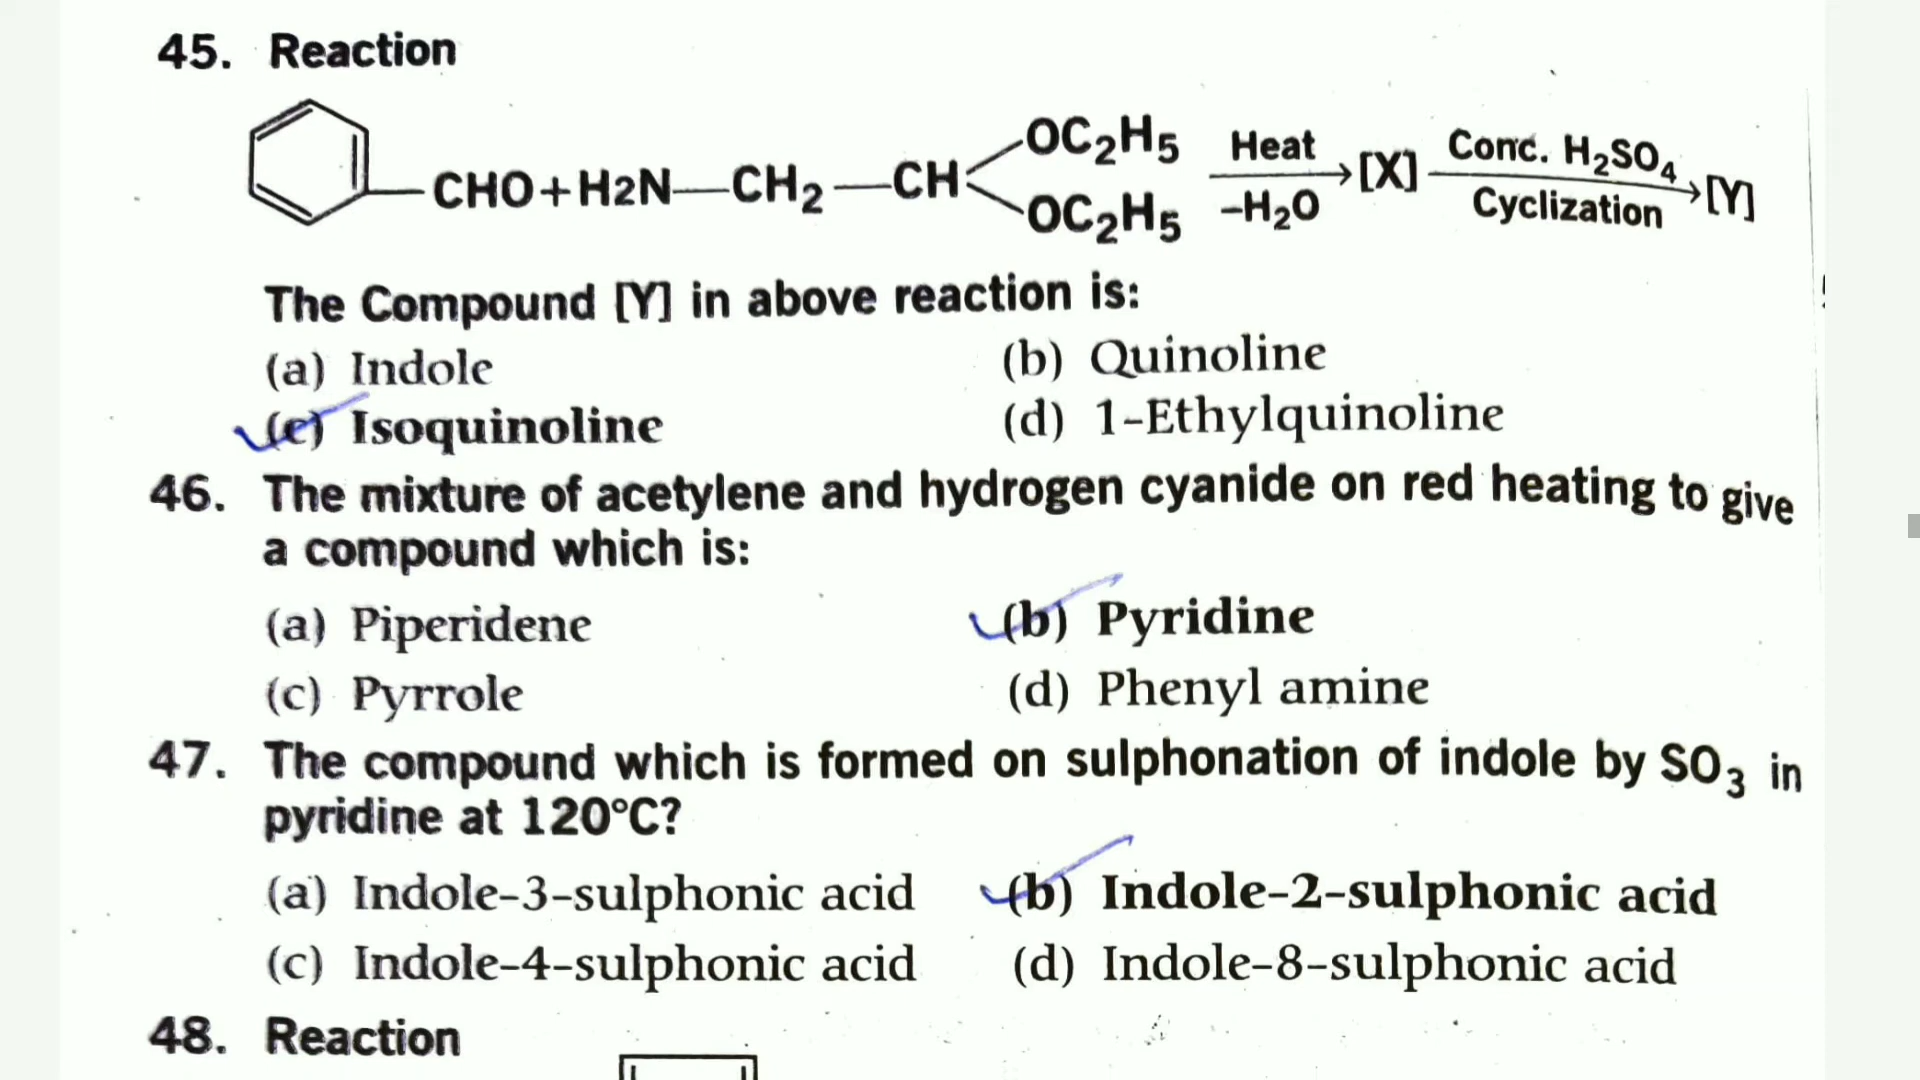 45. Reaction
CHO+H2N—CH2—CH
OC2H5
OC2H5
Heat
-H2O
[X]
Conc. H2SO4
Cyclization
[Y]
The Compound [Y] in above reaction is:
(a) Indole (b) Quinoline
(c) Isoquinoline (d) 1-Ethylquinoline
46. The mixture of acetylene and hydrogen cyanide on red heating to give
a compound which is:
(a) Piperidene (b) Pyridine
(c) Pyrrole (d) Phenyl amine
47. The compound which is formed on sulphonation of indole by SO3 in
pyridine at 120°C?
(a) Indole-3-sulphonic acid (b) Indole-2-sulphonic acid
(c) Indole-4-sulphonic acid (d) Indole-8-sulphonic acid
48. Reaction